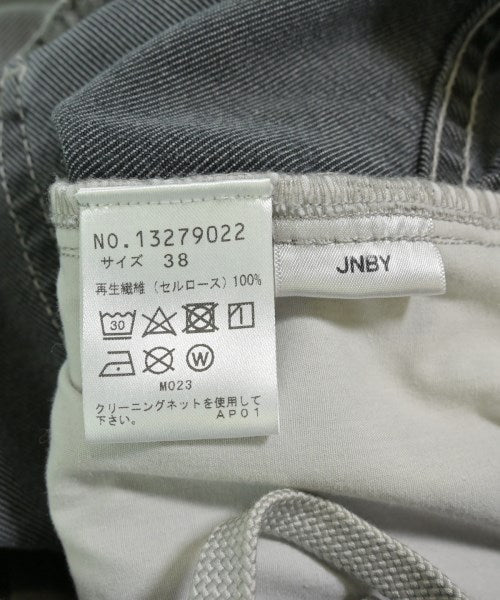 NO.13279022
サイズ 38
再生繊維 (セルロース) 100%
30
W
M023
クリーニングネットを使用して
下さい。 AP01
JNBY